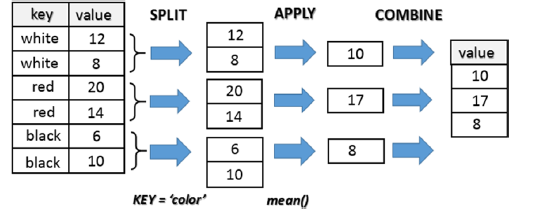 key value
white 12
white 8
red 20
red 14
black 6
black 10
SPLIT
12
8
20
14
6
10
KEY = ‘color’
APPLY
10
17
8
mean()
COMBINE
value
10
17
8